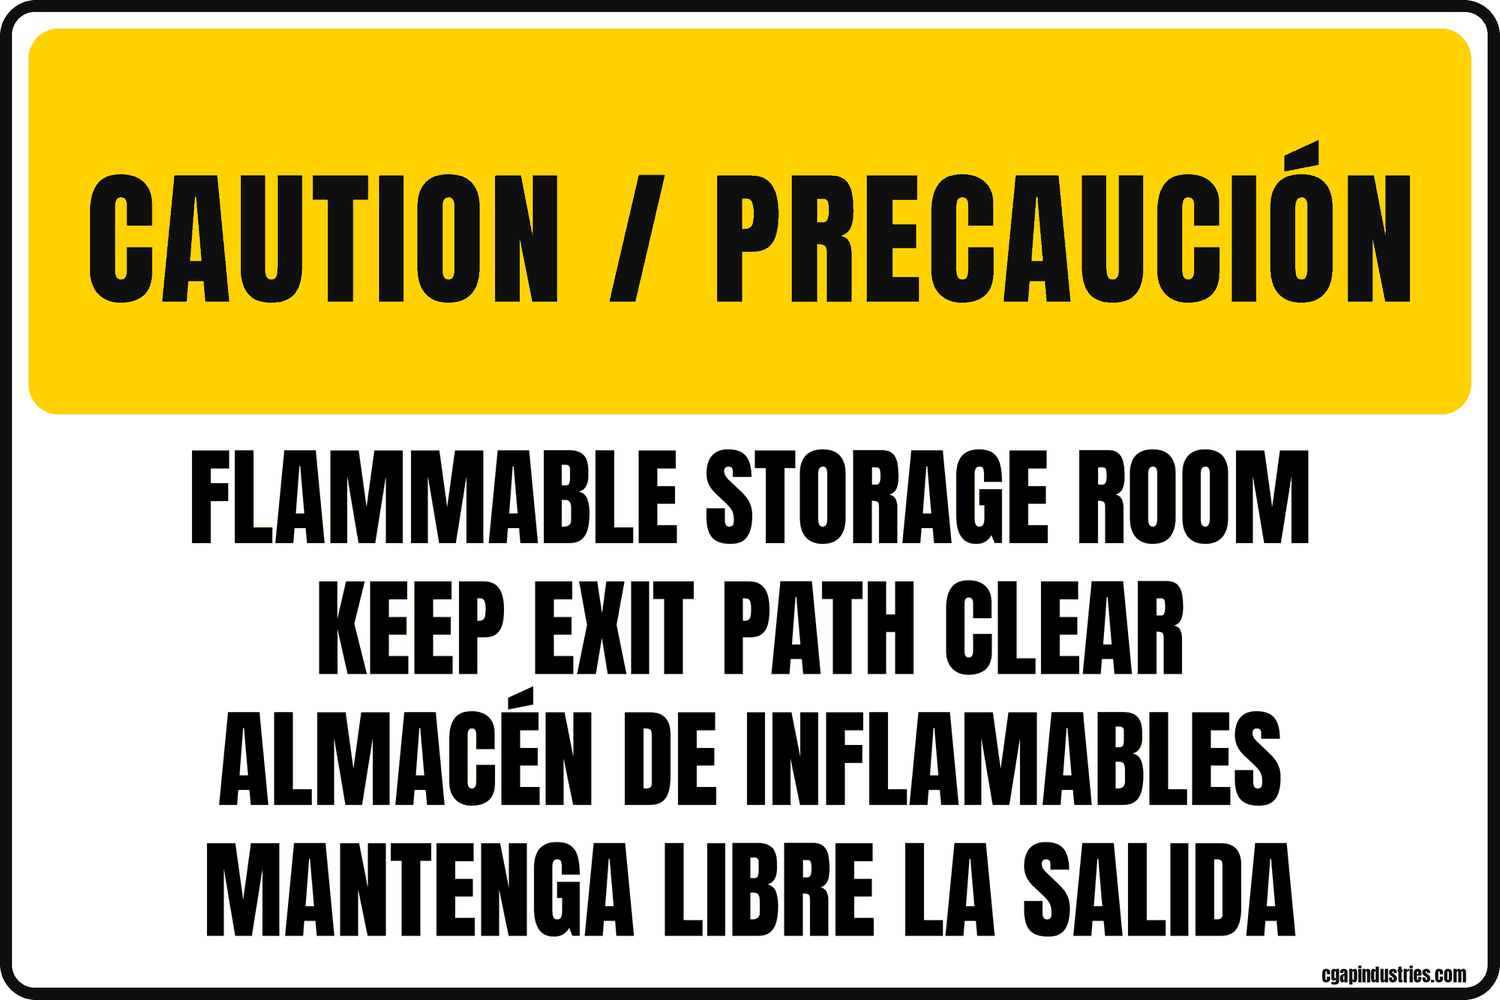 CAUTION / PRECAUCIÓN
FLAMMABLE STORAGE ROOM
KEEP EXIT PATH CLEAR
ALMACÉN DE INFLAMABLES
MANTENGA LIBRE LA SALIDA
cgapindustries.com